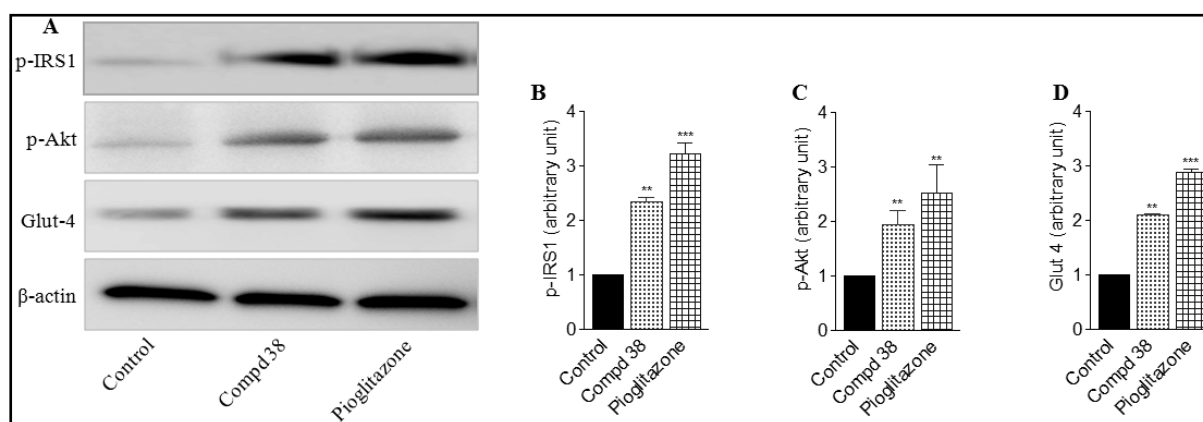 A
p-IRS1
p-Akt
Glut-4
β-actin
Control
Compd 38
Pioglitazone
B
p-IRS1 (arbitrary unit)
4
3
2
1
0
**
***
Control
Compd 38
Pioglitazone
C
p-Akt (arbitrary unit)
4
3
2
1
0
**
**
Control
Compd 38
Pioglitazone
D
Glut 4 (arbitrary unit)
4
3
2
1
0
**
***
Control
Compd 38
Pioglitazone